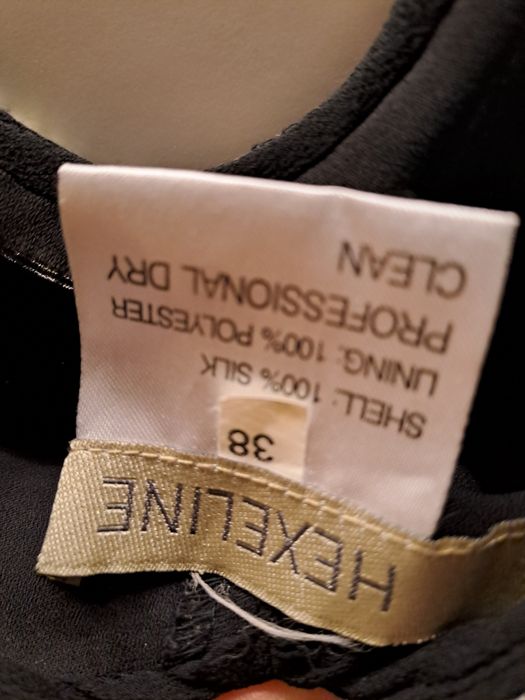 HEXELINE
38
SHELL: 100% SILK
LINING: 100% POLYESTER
PROFESSIONAL DRY
CLEAN